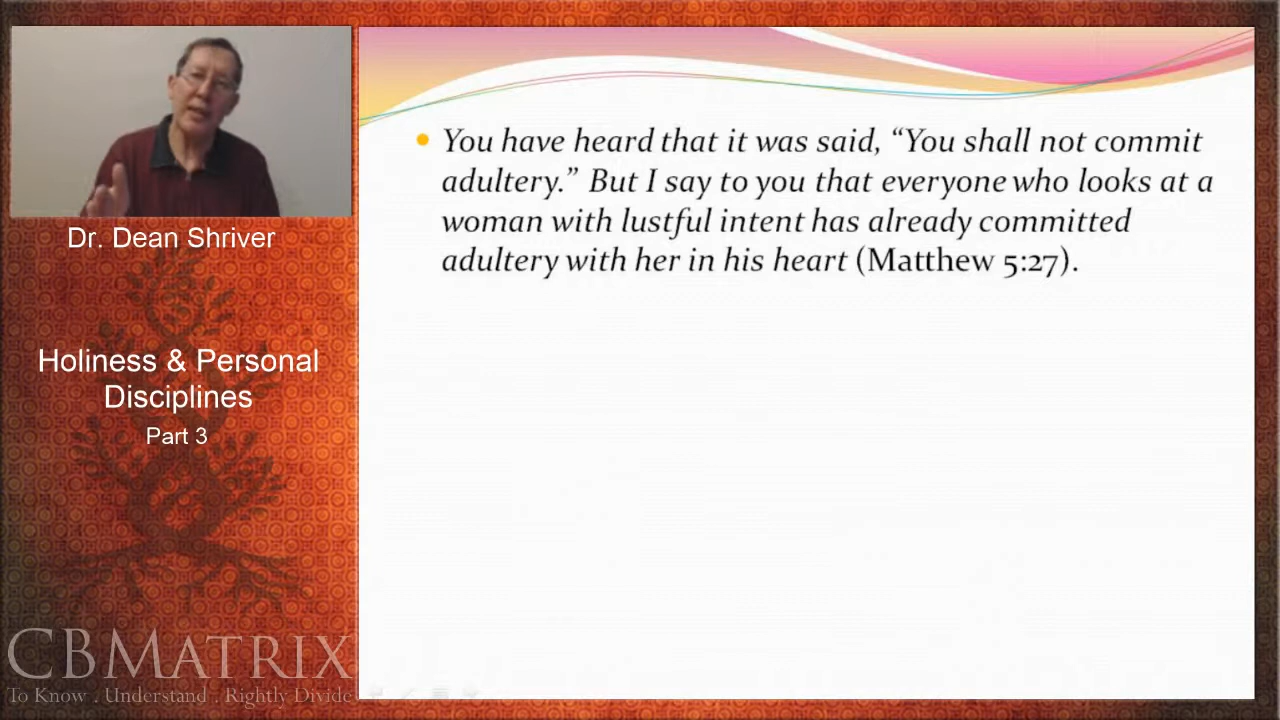 Dr. Dean Shriver
Holiness & Personal
Disciplines
Part 3
CBMATRIX
To Know . Understand . Rightly Divide
You have heard that it was said, “You shall not commit
adultery.” But I say to you that everyone who looks at a
woman with lustful intent has already committed
adultery with her in his heart (Matthew 5:27).